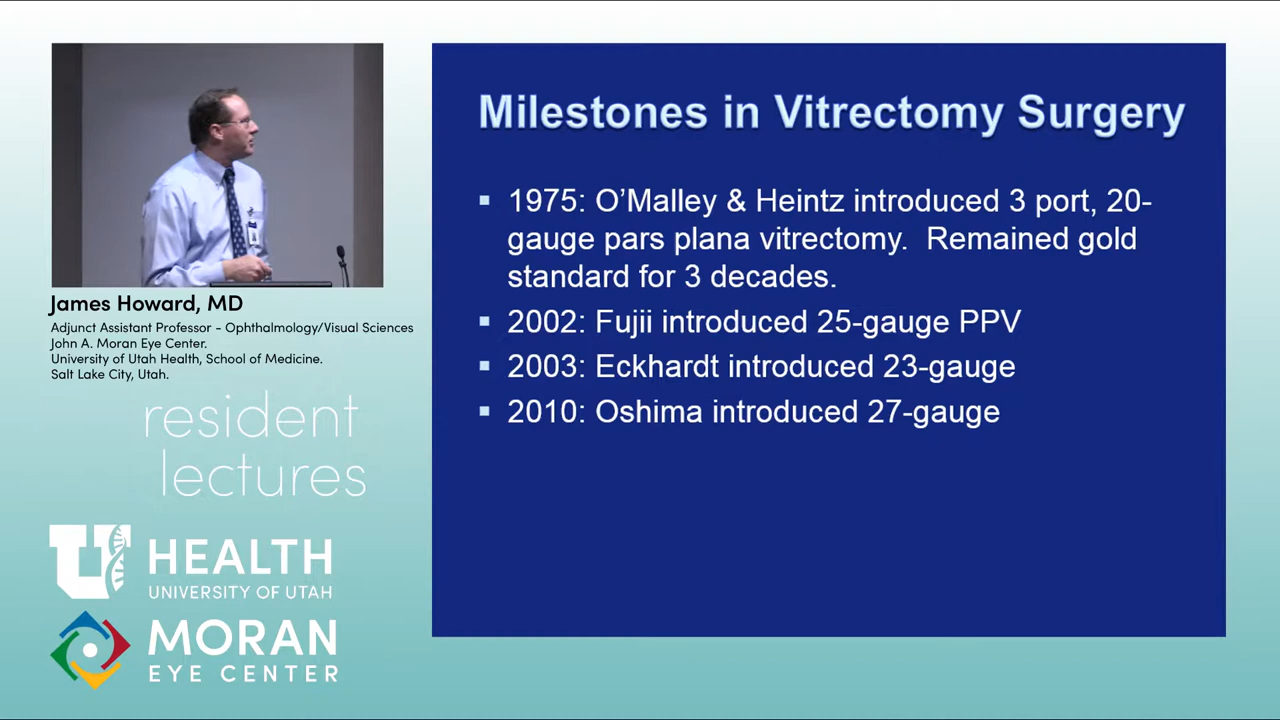 Milestones in Vitrectomy Surgery
▪ 1975: O’Malley & Heintz introduced 3 port, 20-
gauge pars plana vitrectomy.  Remained gold
standard for 3 decades.
▪ 2002: Fujii introduced 25-gauge PPV
▪ 2003: Eckhardt introduced 23-gauge
▪ 2010: Oshima introduced 27-gauge
James Howard, MD
Adjunct Assistant Professor - Ophthalmology/Visual Sciences
John A. Moran Eye Center.
University of Utah Health, School of Medicine.
Salt Lake City, Utah.
resident
lectures
U HEALTH
UNIVERSITY OF UTAH
MORAN
EYE CENTER